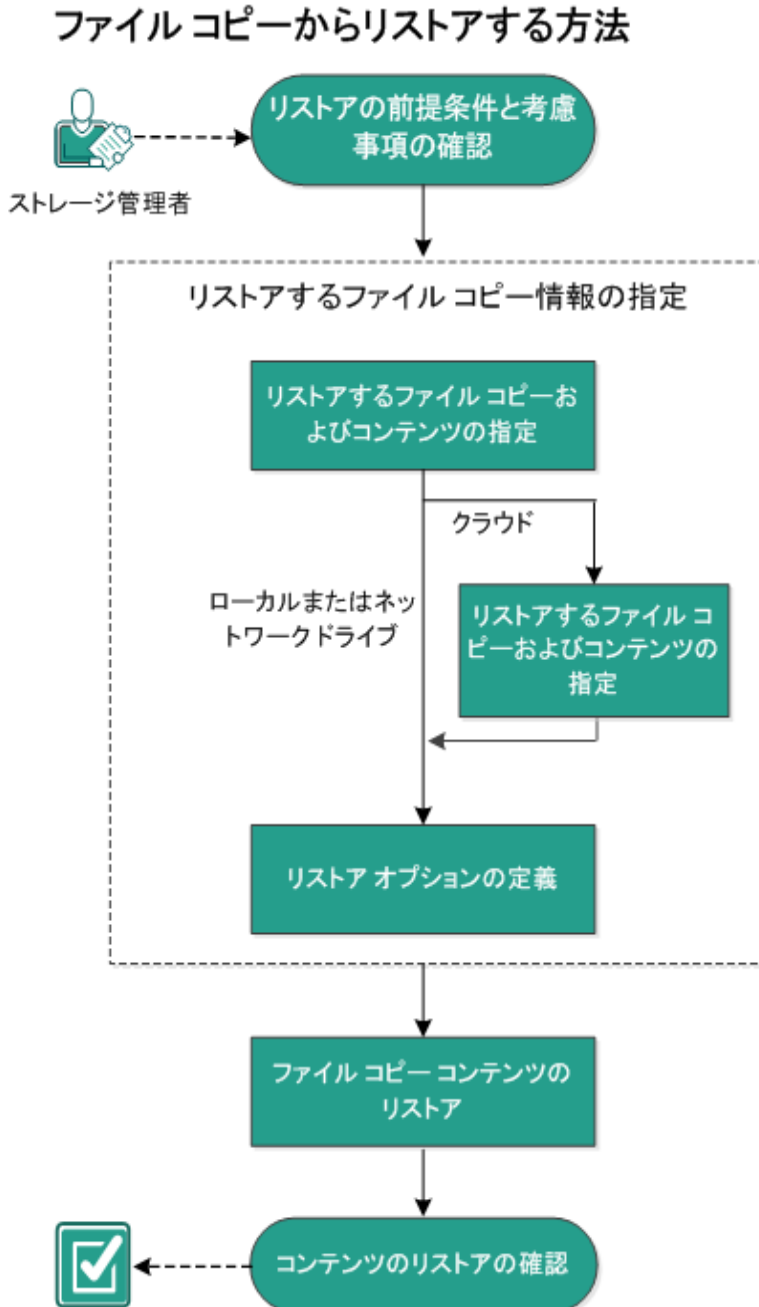 ファイル コピーからリストアする方法
リストアの前提条件と考慮
事項の確認
ストレージ管理者
リストアするファイル コピー情報の指定
リストアするファイル コピーお
よびコンテンツの指定
クラウド
ローカルまたはネッ
トワークドライブ
リストアするファイル コ
ピーおよびコンテンツの
指定
リストア オプションの定義
ファイル コピー コンテンツの
リストア
コンテンツのリストアの確認